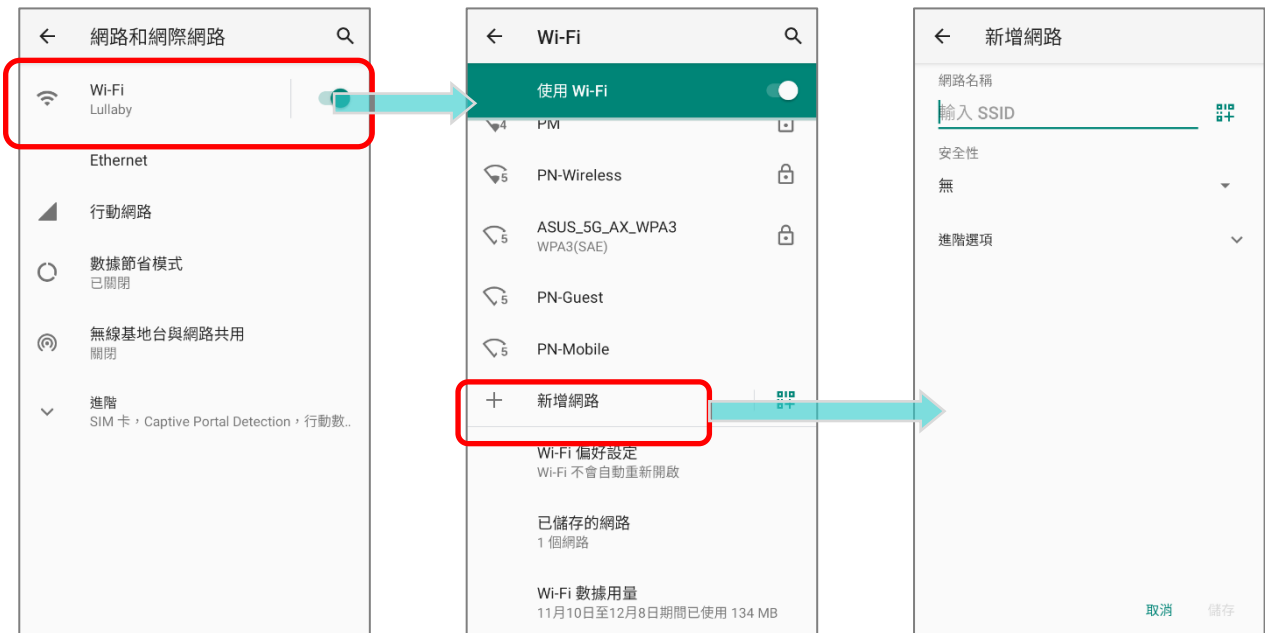 網路和網際網路
Wi-Fi
Lullaby
Ethernet
行動網路
數據節省模式
已關閉
無線基地台與網路共用
關閉
進階
SIM 卡，Captive Portal Detection，行動數..
Wi-Fi
使用 Wi-Fi
4
PM
5
PN-Wireless
5
ASUS_5G_AX_WPA3
WPA3(SAE)
5
PN-Guest
5
PN-Mobile
新增網路
Wi-Fi 偏好設定
Wi-Fi 不會自動重新開啟
已儲存的網路
1 個網路
Wi-Fi 數據用量
11月10日至12月8日期間已使用 134 MB
新增網路
網路名稱
輸入 SSID
安全性
無
進階選項
取消
儲存